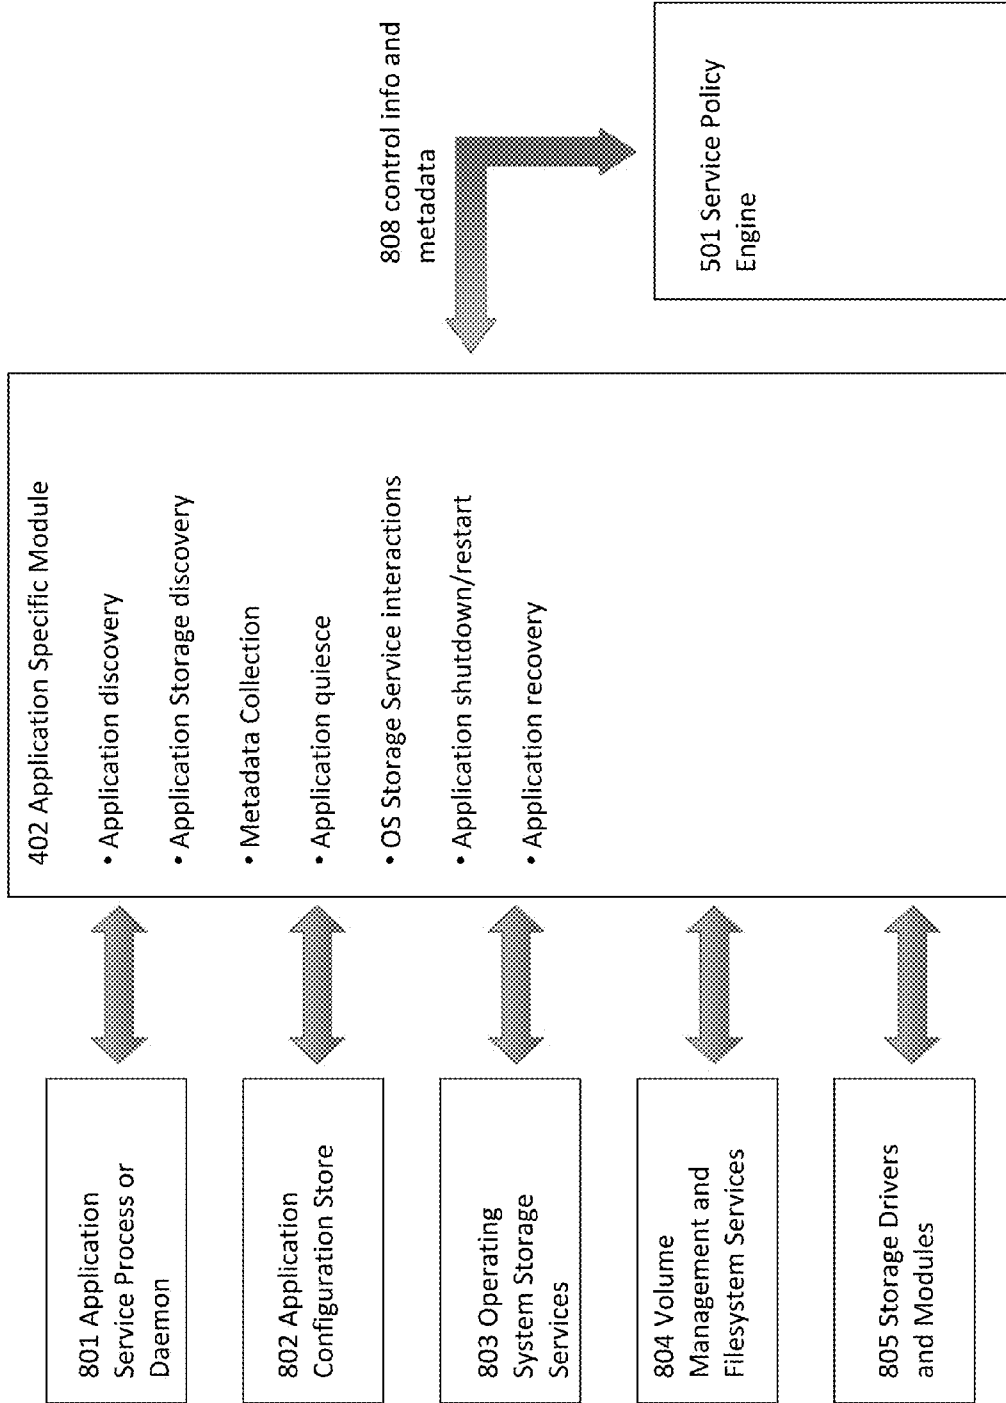 801 Application
Service Process or
Daemon
802 Application
Configuration Store
803 Operating
System Storage
Services
804 Volume
Management and
Filesystem Services
805 Storage Drivers
and Modules
402 Application Specific Module
• Application discovery
• Application Storage discovery
• Metadata Collection
• Application quiesce
• OS Storage Service interactions
• Application shutdown/restart
• Application recovery
808 control info and
metadata
501 Service Policy
Engine